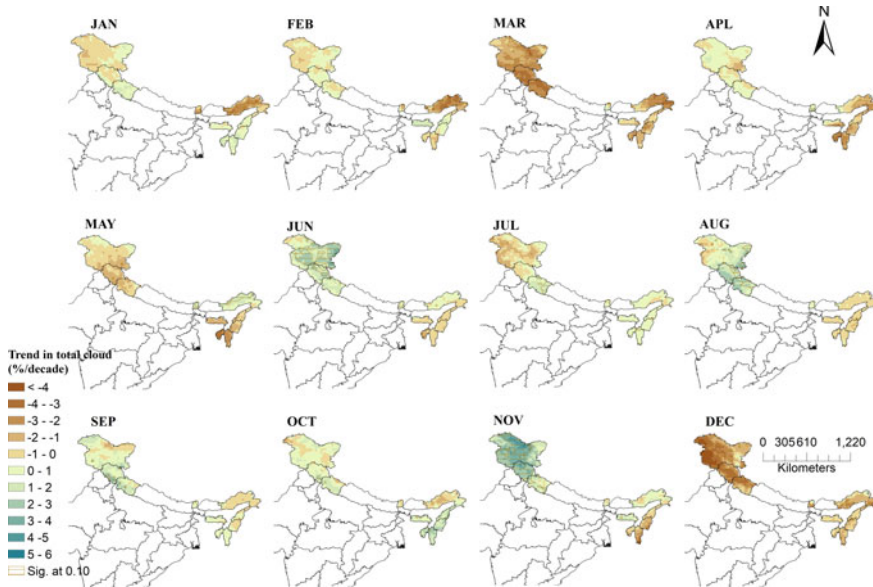 JAN
FEB
MAR
APL
N
MAY
JUN
JUL
AUG
Trend in total cloud
(%/decade)
< -4
-4 - -3
-3 - -2
-2 - -1
-1 - 0
0 - 1
1 - 2
2 - 3
3 - 4
4 - 5
5 - 6
Sig. at 0.10
SEP
OCT
NOV
DEC
0 305610 1,220
Kilometers